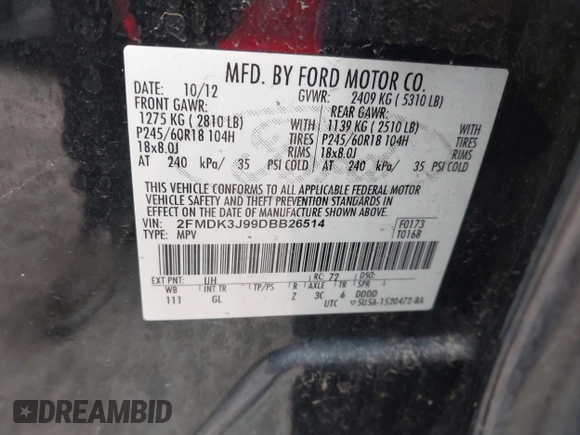 MFD. BY FORD MOTOR CO.
DATE: 10/12 GVWR: 2409 KG ( 5310 LB)
FRONT GAWR: REAR GAWR:
1275 KG ( 2810 LB) WITH 1139 KG ( 2510 LB) WITH
P245/60R18 104H TIRES P245/60R18 104H TIRES
18x8.0J RIMS 18x8.0J RIMS
AT 240 kPa/ 35 PSI COLD AT 240 kPa/ 35 PSI COLD
THIS VEHICLE CONFORMS TO ALL APPLICABLE FEDERAL MOTOR
VEHICLE SAFETY AND THEFT PREVENTION STANDARDS IN
EFFECT ON THE DATE OF MANUFACTURE SHOWN ABOVE.
VIN: 2FMDK3J99DBB26514 F0173
TYPE: MPV T0168
EXT PNT: UH RC: 72 DSO:
WB INT TR TP/PS R AXLE TR SPR
111 GL Z 3C 6 DDDD
UTC 5U5A-1520472-BA
DREAMBID